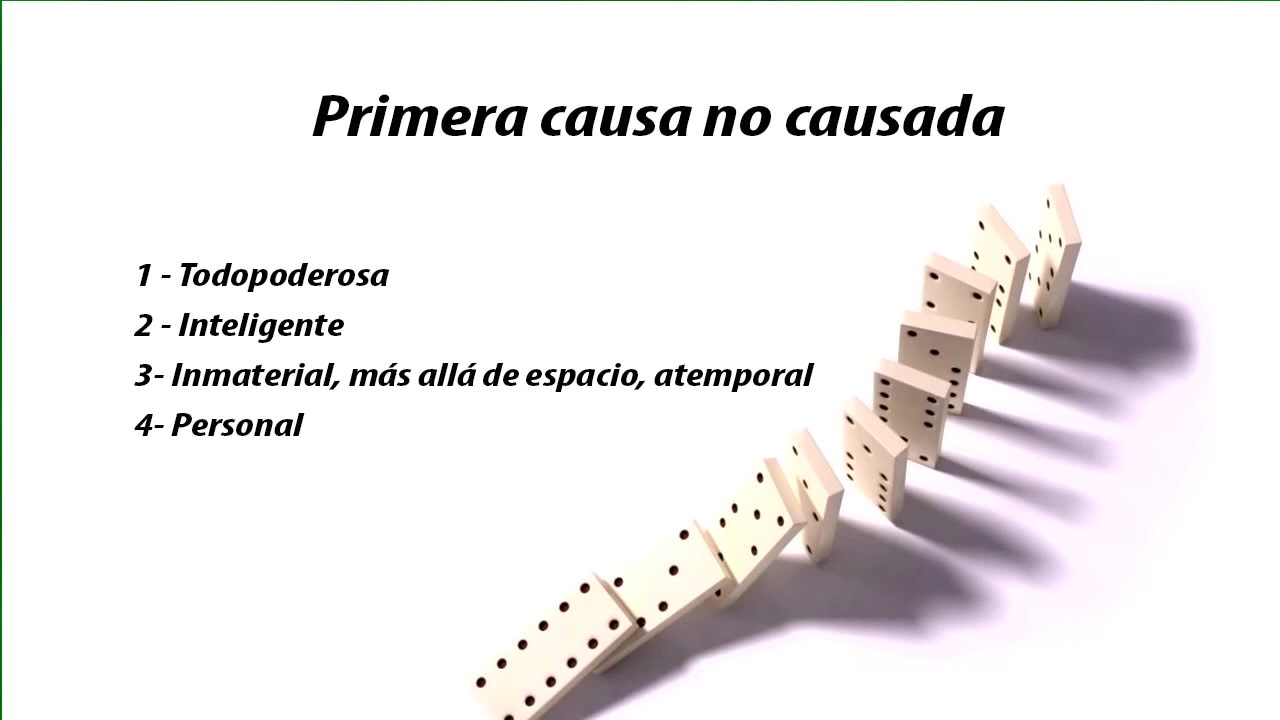 Primera causa no causada
1 - Todopoderosa
2 - Inteligente
3- Inmaterial, más allá de espacio, atemporal
4- Personal